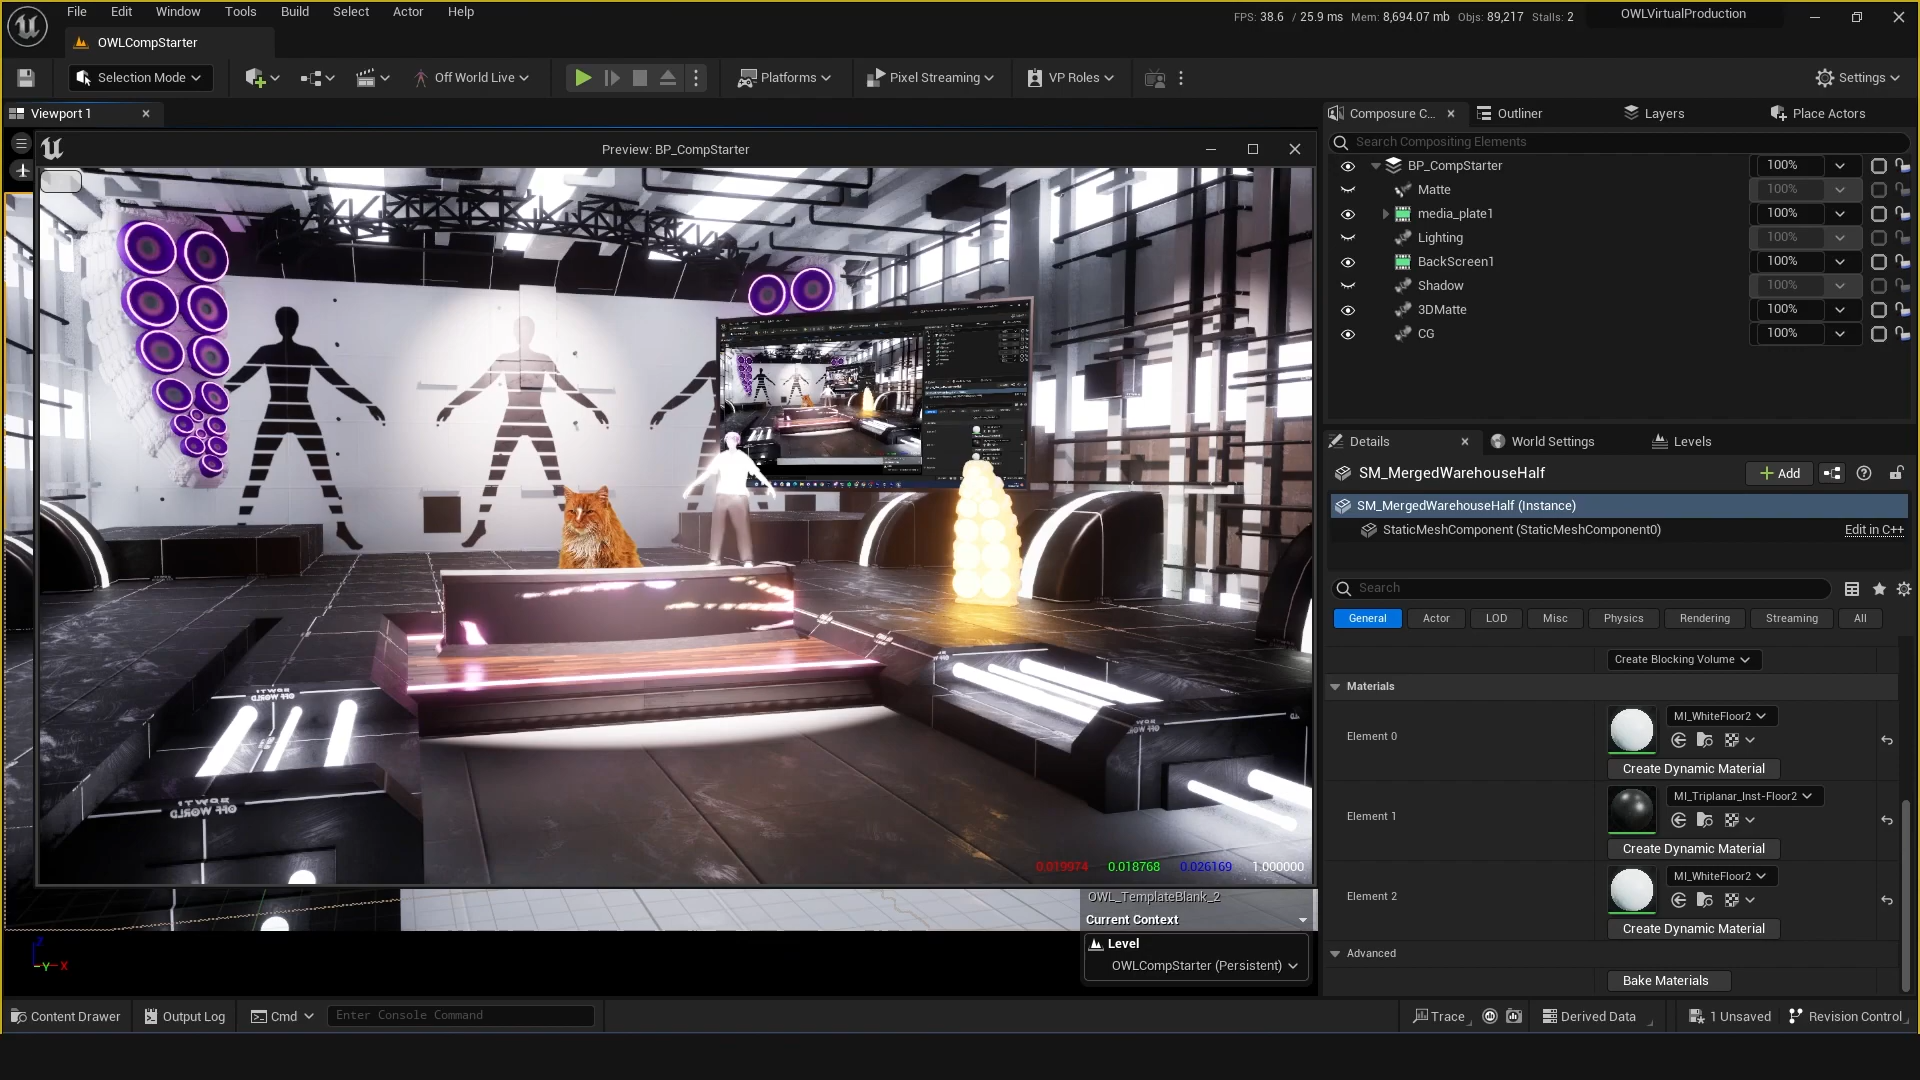 File Edit Window Tools Build Select Actor Help
FPS: 38.6 / 25.9 ms Mem: 8,694.07 mb Objs: 89,217 Stalls: 2
OWLVirtualProduction
OWLCompStarter
Selection Mode
Off World Live
Platforms
Pixel Streaming
VP Roles
Settings
Viewport 1
Preview: BP_CompStarter
Composure C...
Outliner
Layers
Place Actors
Search Compositing Elements
BP_CompStarter 100%
Matte 100%
media_plate1 100%
Lighting 100%
BackScreen1 100%
Shadow 100%
3DMatte 100%
CG 100%
Details
World Settings
Levels
SM_MergedWarehouseHalf
Add
SM_MergedWarehouseHalf (Instance)
StaticMeshComponent (StaticMeshComponent0)
Edit in C++
Search
General Actor LOD Misc Physics Rendering Streaming All
Create Blocking Volume
Materials
Element 0
MI_WhiteFloor2
Create Dynamic Material
Element 1
MI_Triplanar_Inst-Floor2
Create Dynamic Material
Element 2
MI_WhiteFloor2
Create Dynamic Material
Advanced
Bake Materials
0.019974 0.018768 0.026169 1.000000
OWL_TemplateBlank_2
Current Context
Level
OWLCompStarter (Persistent)
Z
Y X
Content Drawer
Output Log
Cmd
Enter Console Command
Trace
Derived Data
1 Unsaved
Revision Control